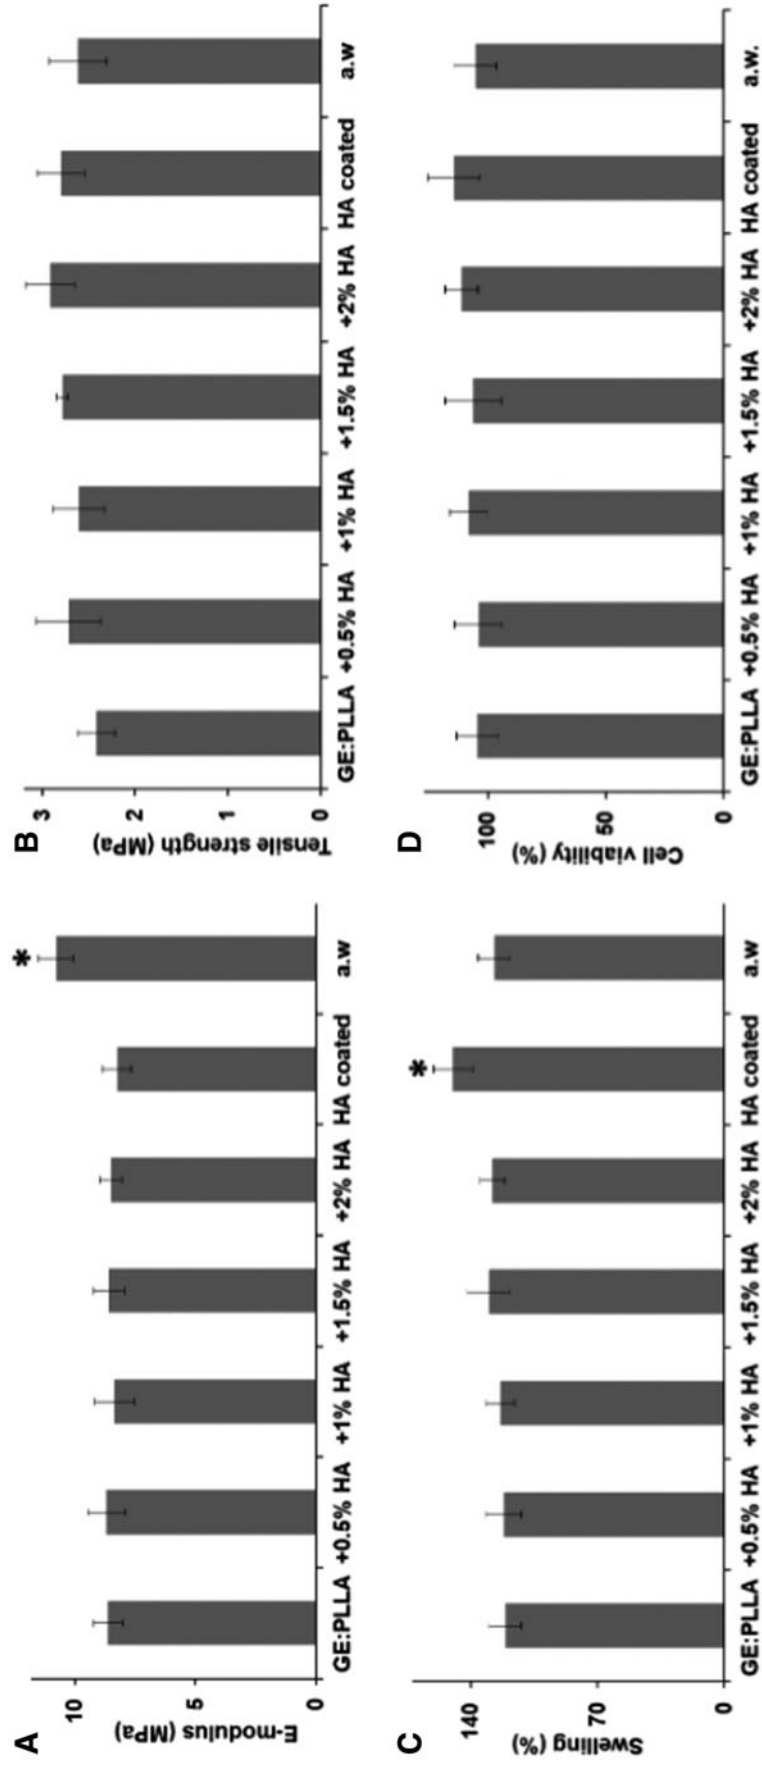 A
*
E-modulus (MPa)
10
5
0
GE:PLLA +0.5% HA +1% HA +1.5% HA +2% HA HA coated a.w
B
Tensile strength (MPa)
3
2
1
0
GE:PLLA +0.5% HA +1% HA +1.5% HA +2% HA HA coated a.w
C
*
Swelling (%)
140
70
0
GE:PLLA +0.5% HA +1% HA +1.5% HA +2% HA HA coated a.w
D
Cell viability (%)
100
50
0
GE:PLLA +0.5% HA +1% HA +1.5% HA +2% HA HA coated a.w.